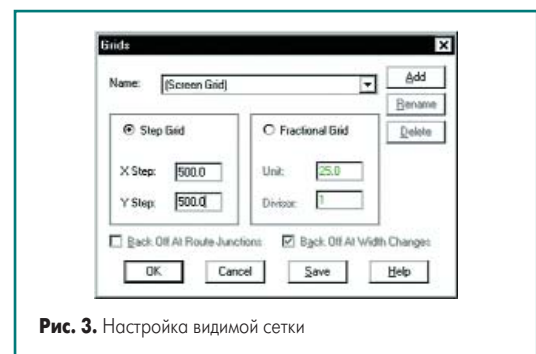 Grids
Name: (Screen Grid)
Add
Rename
Delete
Step Grid
X Step: 500.0
Y Step: 500.0
Fractional Grid
Unit: 25.0
Divisor: 1
Back Off At Route Junctions
Back Off At Width Changes
OK Cancel Save Help
Рис. 3. Настройка видимой сетки